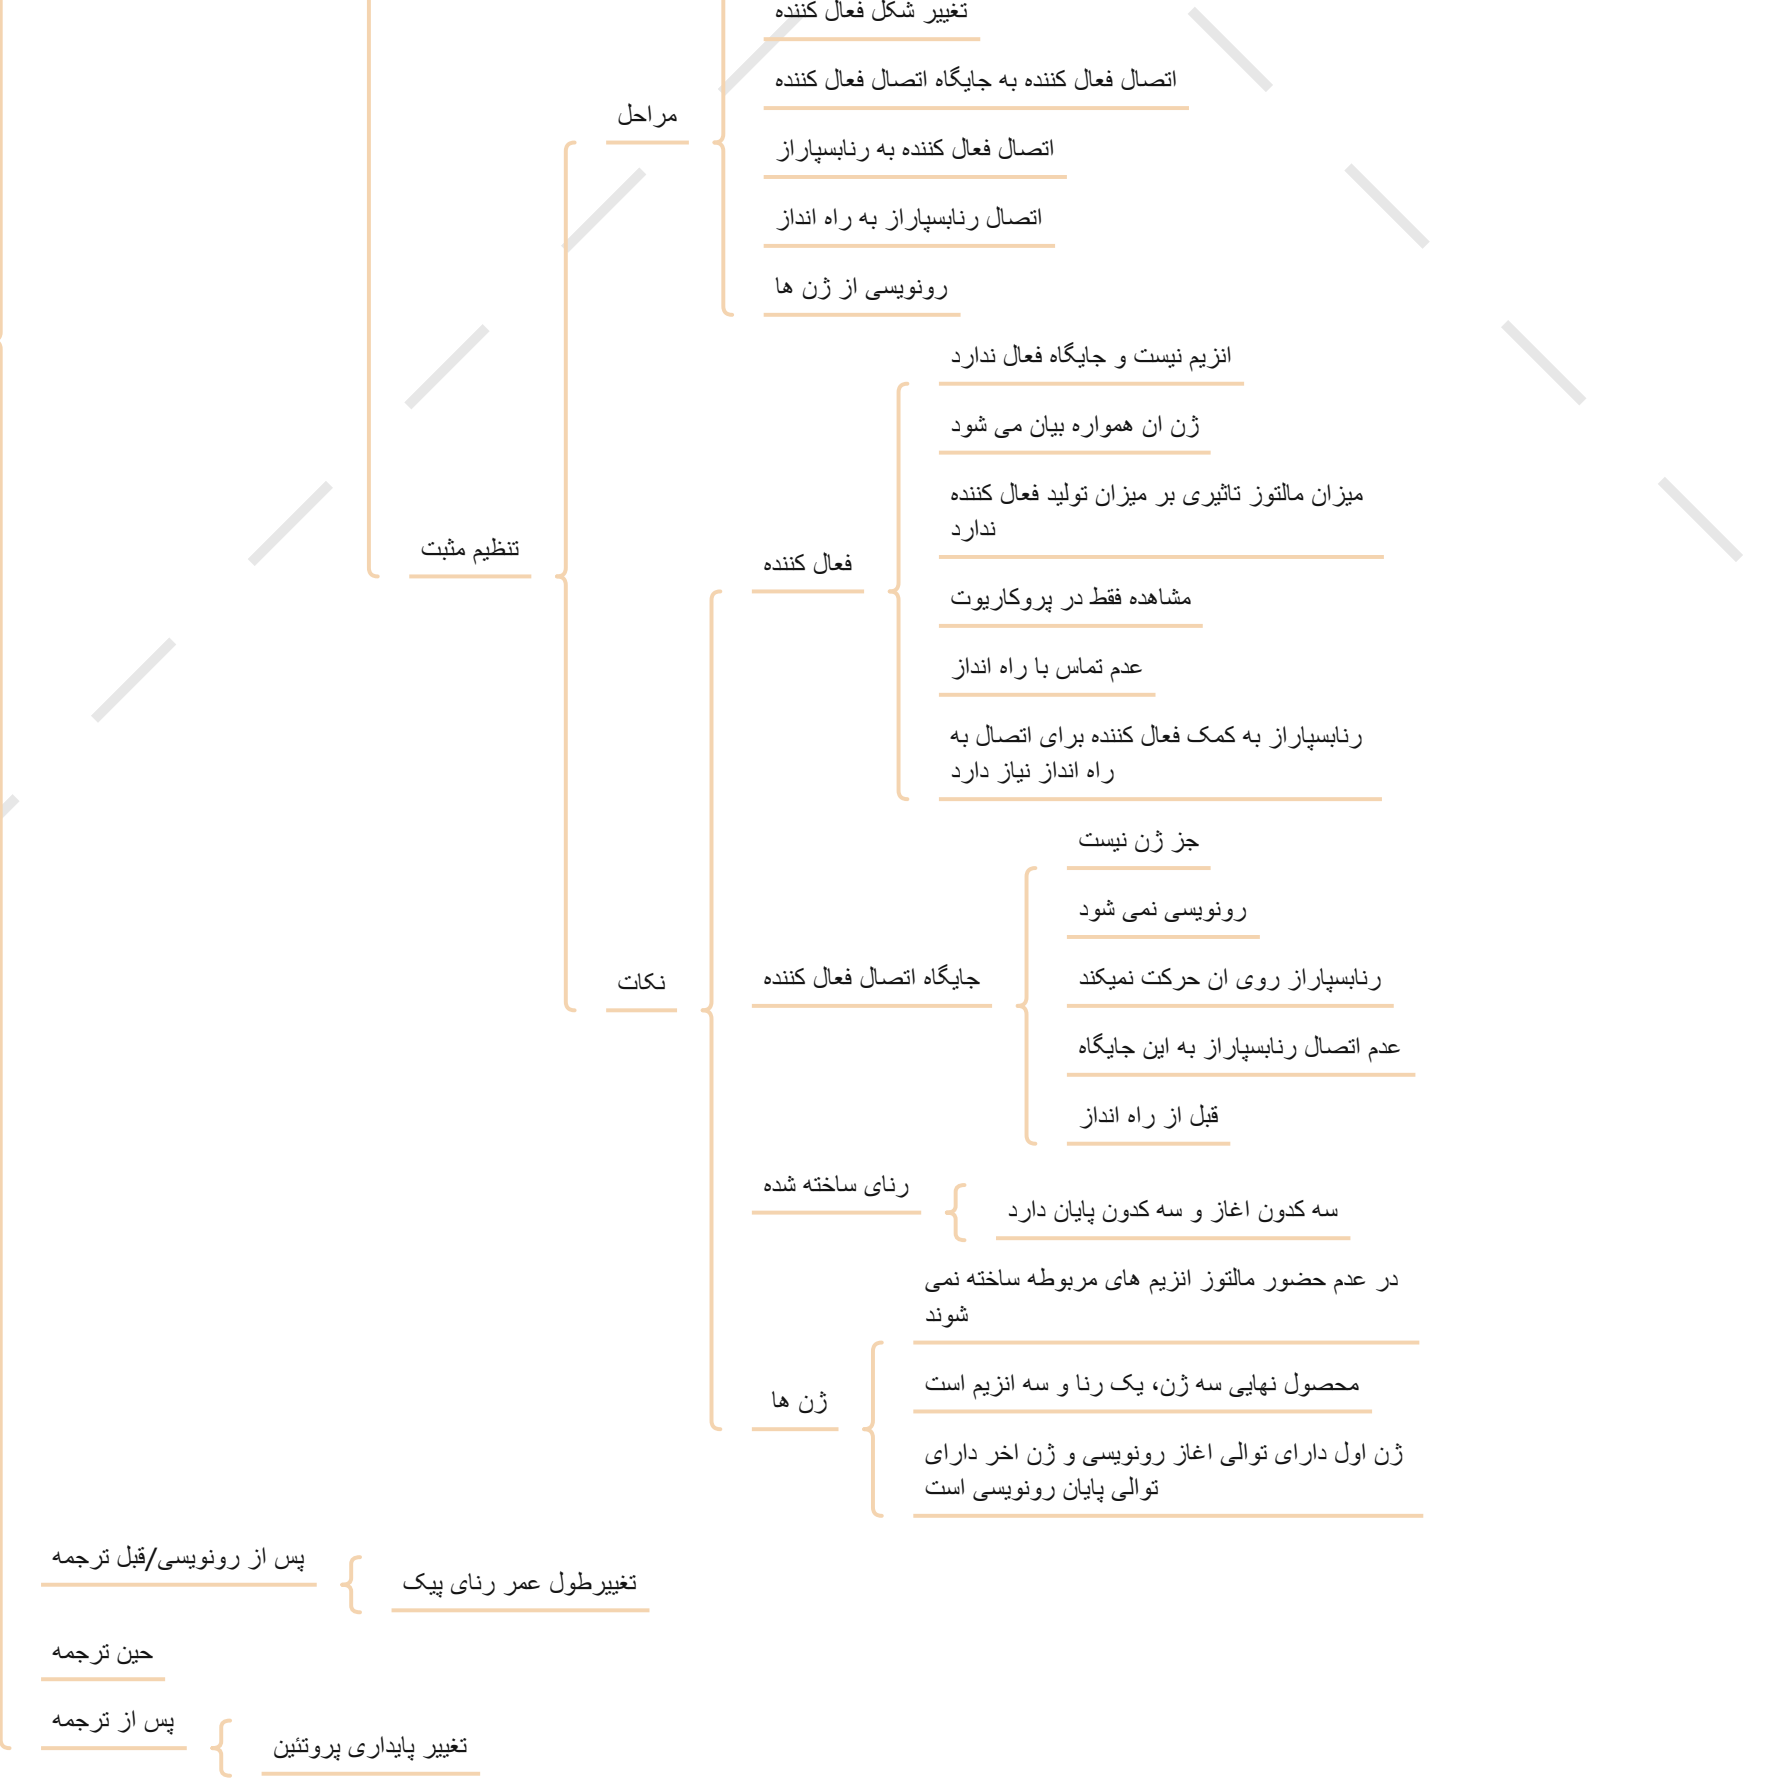 تغییر شکل فعال کننده
اتصال فعال کننده به جایگاه اتصال فعال کننده
مراحل
اتصال فعال کننده به رنابسپاراز
اتصال رنابسپاراز به راه انداز
رونویسی از ژن ها
انزیم نیست و جایگاه فعال ندارد
ژن ان همواره بیان می شود
میزان مالتوز تاثیری بر میزان تولید فعال کننده
ندارد
تنظیم مثبت
فعال کننده
مشاهده فقط در پروکاریوت
عدم تماس با راه انداز
رنابسپاراز به کمک فعال کننده برای اتصال به
راه انداز نیاز دارد
جز ژن نیست
رونویسی نمی شود
نکات
جایگاه اتصال فعال کننده
رنابسپاراز روی ان حرکت نمیکند
عدم اتصال رنابسپاراز به این جایگاه
قبل از راه انداز
رنای ساخته شده
سه کدون اغاز و سه کدون پایان دارد
در عدم حضور مالتوز انزیم های مربوطه ساخته نمی
شوند
ژن ها
محصول نهایی سه ژن، یک رنا و سه انزیم است
ژن اول دارای توالی اغاز رونویسی و ژن اخر دارای
توالی پایان رونویسی است
پس از رونویسی/قبل ترجمه
تغییرطول عمر رنای پیک
حین ترجمه
پس از ترجمه
تغییر پایداری پروتئین